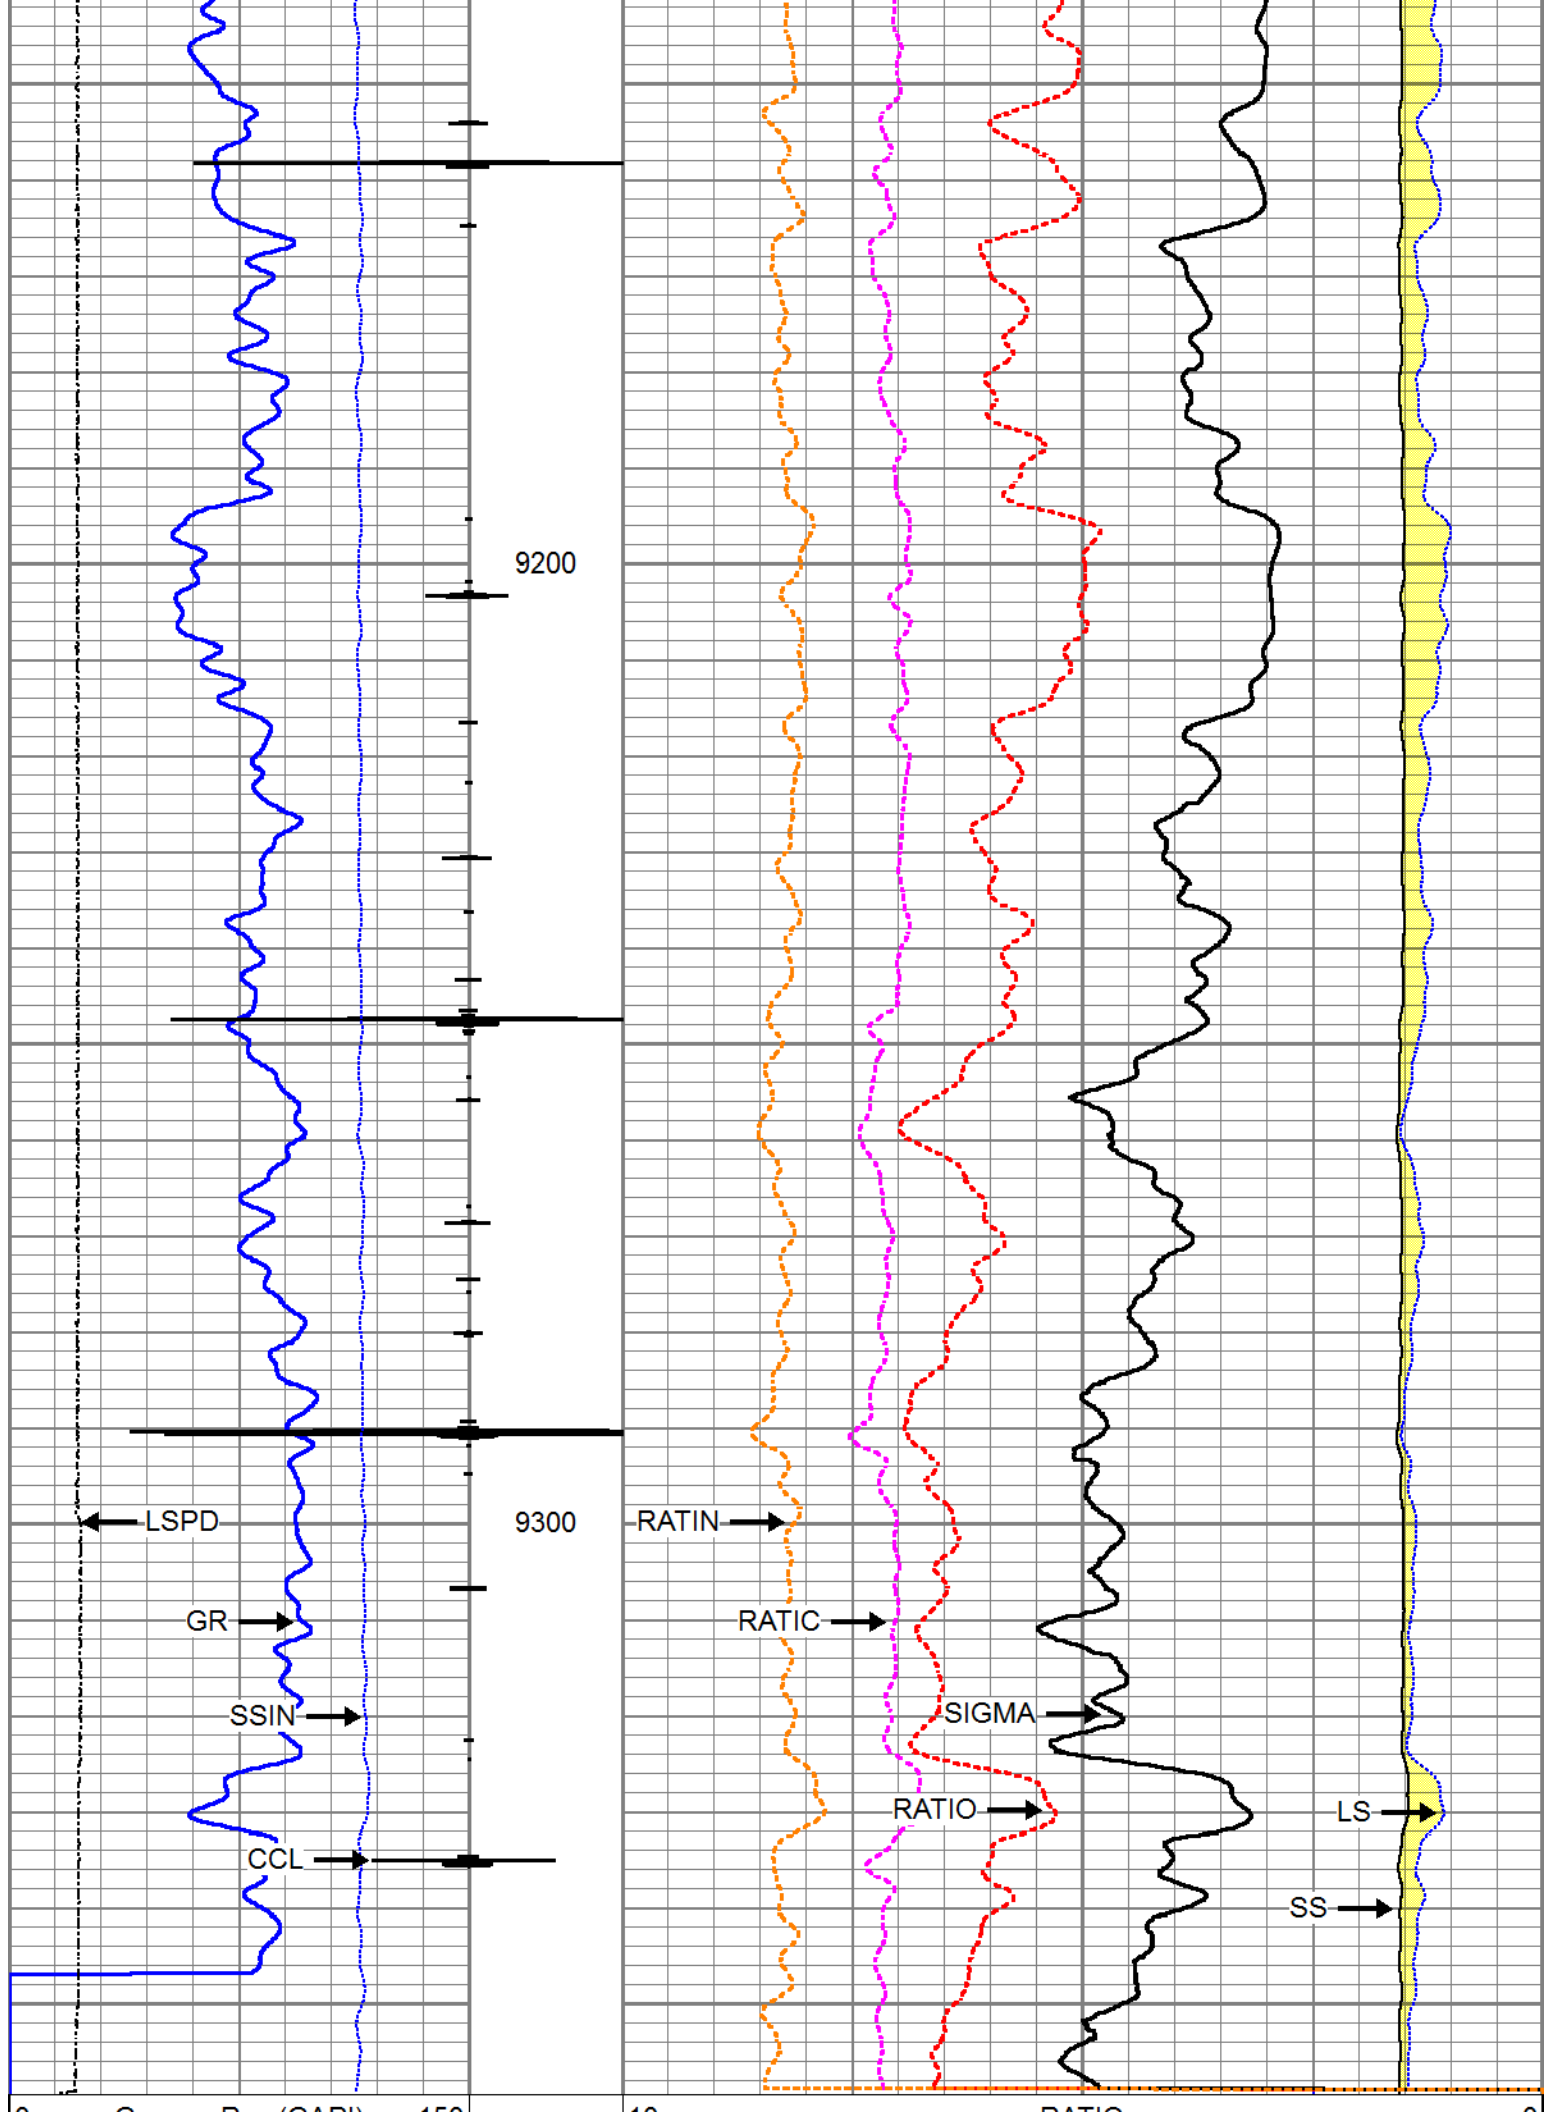 9200
LSPD
9300
RATIN
GR
RATIC
SSIN
SIGMA
RATIO
LS
CCL
SS